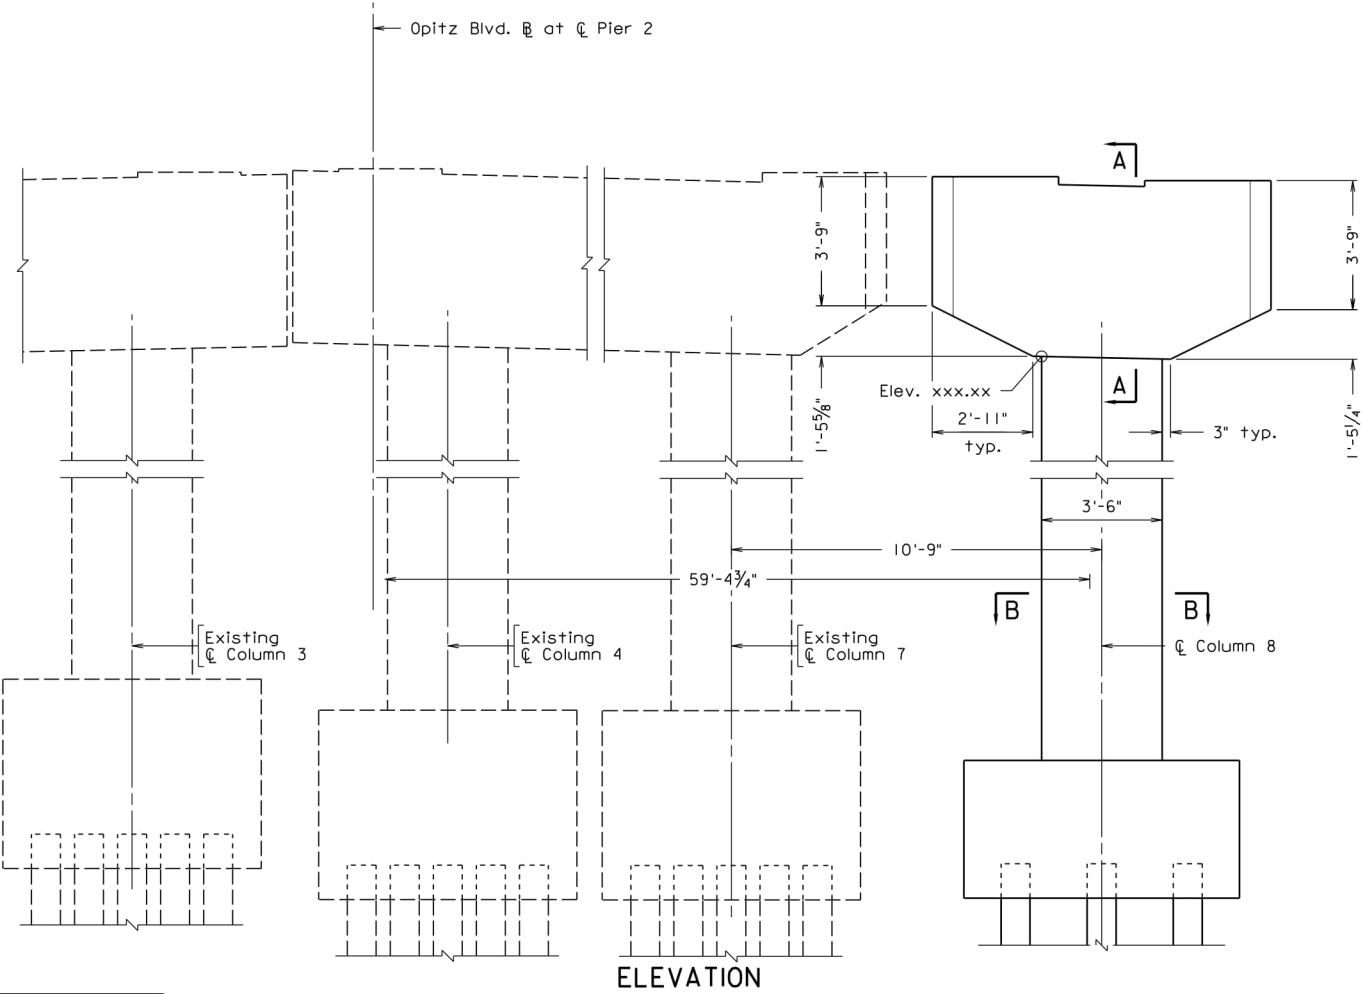 Opitz Blvd. ⅊ at ℄ Pier 2
A
3'-9"
3'-9"
A
Elev. xxx.xx
2'-11"
typ.
1'-5⅝"
3" typ.
1'-5¼"
3'-6"
10'-9"
59'-4¾"
B
B
Existing
℄ Column 3
Existing
℄ Column 4
Existing
℄ Column 7
℄ Column 8
ELEVATION